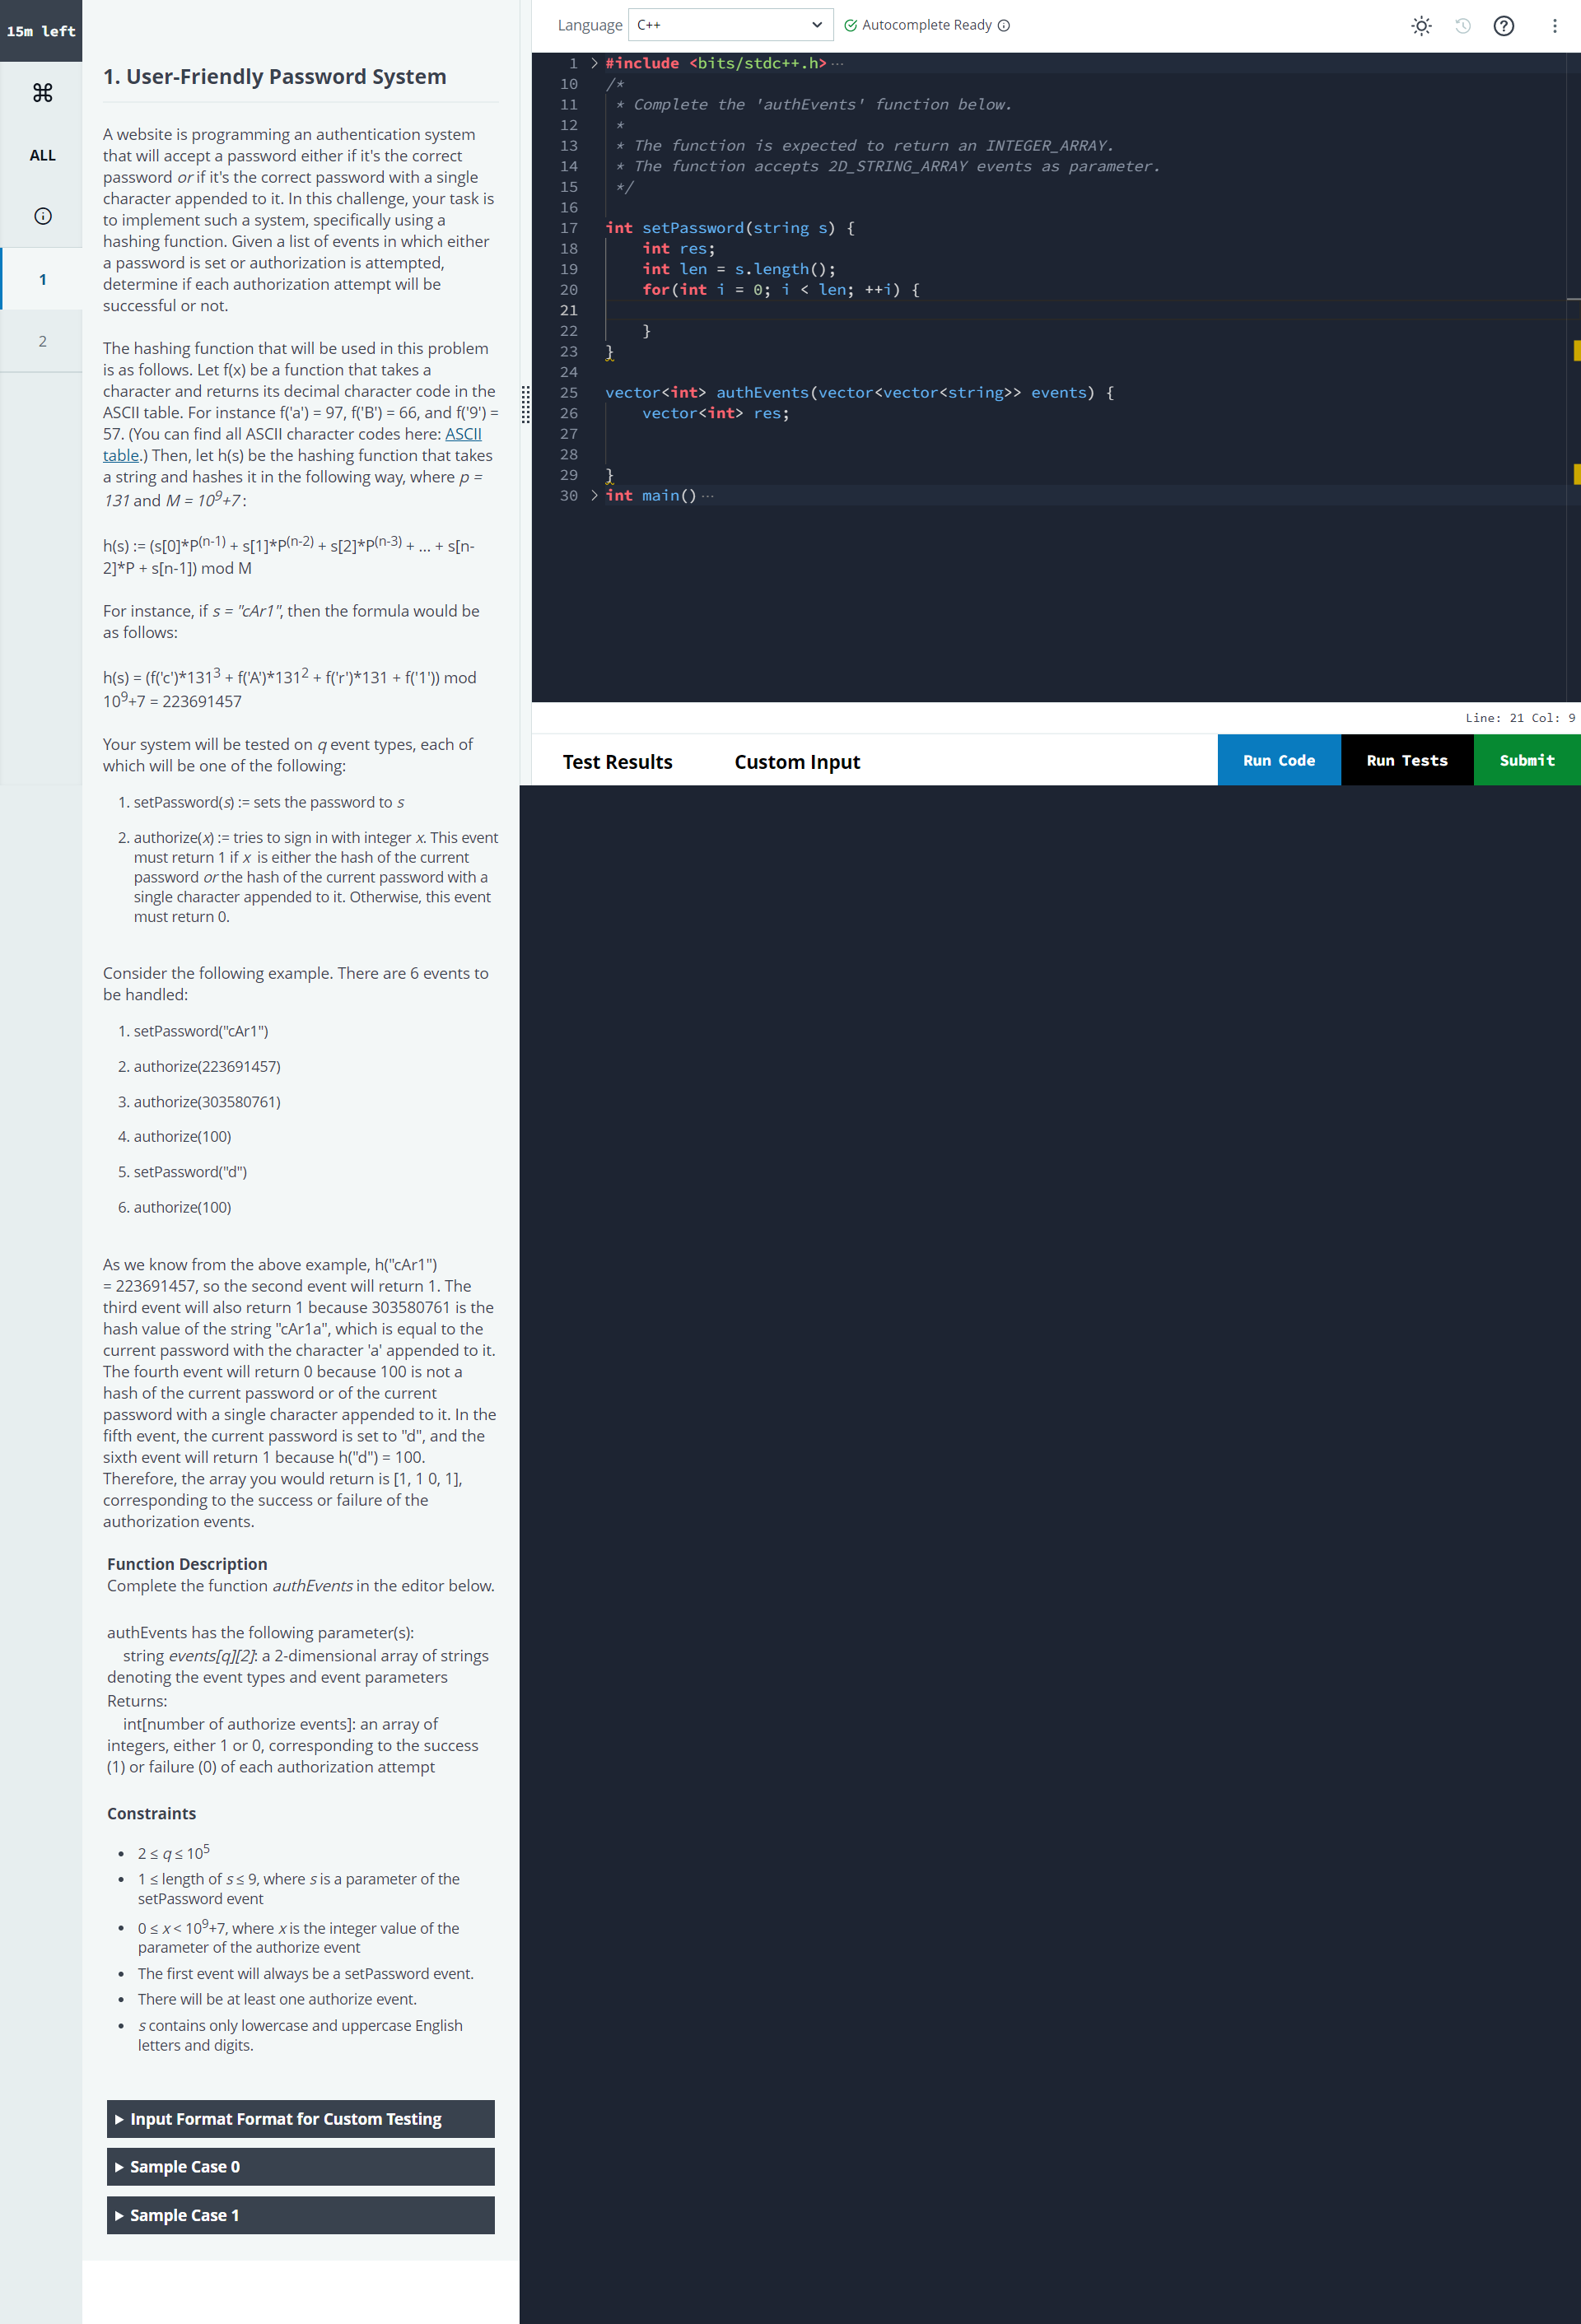 15m left
ALL
1
2
1. User-Friendly Password System
A website is programming an authentication system
that will accept a password either if it's the correct
password or if it's the correct password with a single
character appended to it. In this challenge, your task is
to implement such a system, specifically using a
hashing function. Given a list of events in which either
a password is set or authorization is attempted,
determine if each authorization attempt will be
successful or not.
The hashing function that will be used in this problem
is as follows. Let f(x) be a function that takes a
character and returns its decimal character code in the
ASCII table. For instance f('a') = 97, f('B') = 66, and f('9') =
57. (You can find all ASCII character codes here: ASCII
table.) Then, let h(s) be the hashing function that takes
a string and hashes it in the following way, where p =
131 and M = 10^9+7:
h(s) := (s[0]*P^(n-1) + s[1]*P^(n-2) + s[2]*P^(n-3) + ... + s[n-
2]*P + s[n-1]) mod M
For instance, if s = "cAr1", then the formula would be
as follows:
h(s) = (f('c')*131^3 + f('A')*131^2 + f('r')*131 + f('1')) mod
10^9+7 = 223691457
Your system will be tested on q event types, each of
which will be one of the following:
1. setPassword(s) := sets the password to s
2. authorize(x) := tries to sign in with integer x. This event
must return 1 if x is either the hash of the current
password or the hash of the current password with a
single character appended to it. Otherwise, this event
must return 0.
Consider the following example. There are 6 events to
be handled:
1. setPassword("cAr1")
2. authorize(223691457)
3. authorize(303580761)
4. authorize(100)
5. setPassword("d")
6. authorize(100)
As we know from the above example, h("cAr1")
= 223691457, so the second event will return 1. The
third event will also return 1 because 303580761 is the
hash value of the string "cAr1a", which is equal to the
current password with the character 'a' appended to it.
The fourth event will return 0 because 100 is not a
hash of the current password or of the current
password with a single character appended to it. In the
fifth event, the current password is set to "d", and the
sixth event will return 1 because h("d") = 100.
Therefore, the array you would return is [1, 1 0, 1],
corresponding to the success or failure of the
authorization events.
Function Description
Complete the function authEvents in the editor below.
authEvents has the following parameter(s):
string events[q][2]: a 2-dimensional array of strings
denoting the event types and event parameters
Returns:
int[number of authorize events]: an array of
integers, either 1 or 0, corresponding to the success
(1) or failure (0) of each authorization attempt
Constraints
• 2 ≤ q ≤ 10^5
• 1 ≤ length of s ≤ 9, where s is a parameter of the
setPassword event
• 0 ≤ x < 10^9+7, where x is the integer value of the
parameter of the authorize event
• The first event will always be a setPassword event.
• There will be at least one authorize event.
• s contains only lowercase and uppercase English
letters and digits.
Input Format Format for Custom Testing
Sample Case 0
Sample Case 1
Language C++ Autocomplete Ready
1 #include <bits/stdc++.h>...
10 /*
11 * Complete the 'authEvents' function below.
12 *
13 * The function is expected to return an INTEGER_ARRAY.
14 * The function accepts 2D_STRING_ARRAY events as parameter.
15 */
16
17 int setPassword(string s) {
18 int res;
19 int len = s.length();
20 for(int i = 0; i < len; ++i) {
21
22 }
23 }
24
25 vector<int> authEvents(vector<vector<string>> events) {
26 vector<int> res;
27
28
29 }
30 int main()...
Line: 21 Col: 9
Test Results Custom Input Run Code Run Tests Submit